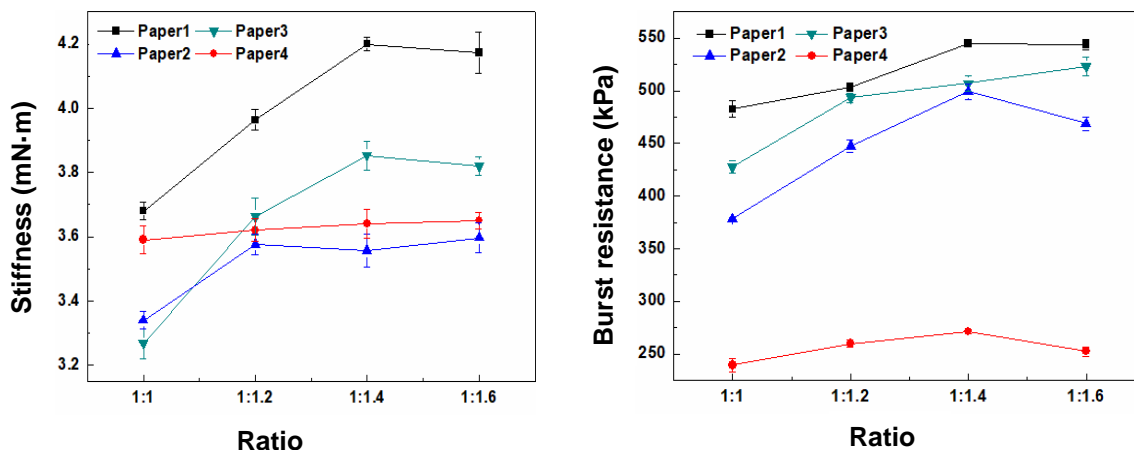 Stiffness (mN·m)
4.2
4.0
3.8
3.6
3.4
3.2
Paper1 Paper3
Paper2 Paper4
1:1 1:1.2 1:1.4 1:1.6
Ratio
Burst resistance (kPa)
550
500
450
400
350
300
250
Paper1 Paper3
Paper2 Paper4
1:1 1:1.2 1:1.4 1:1.6
Ratio